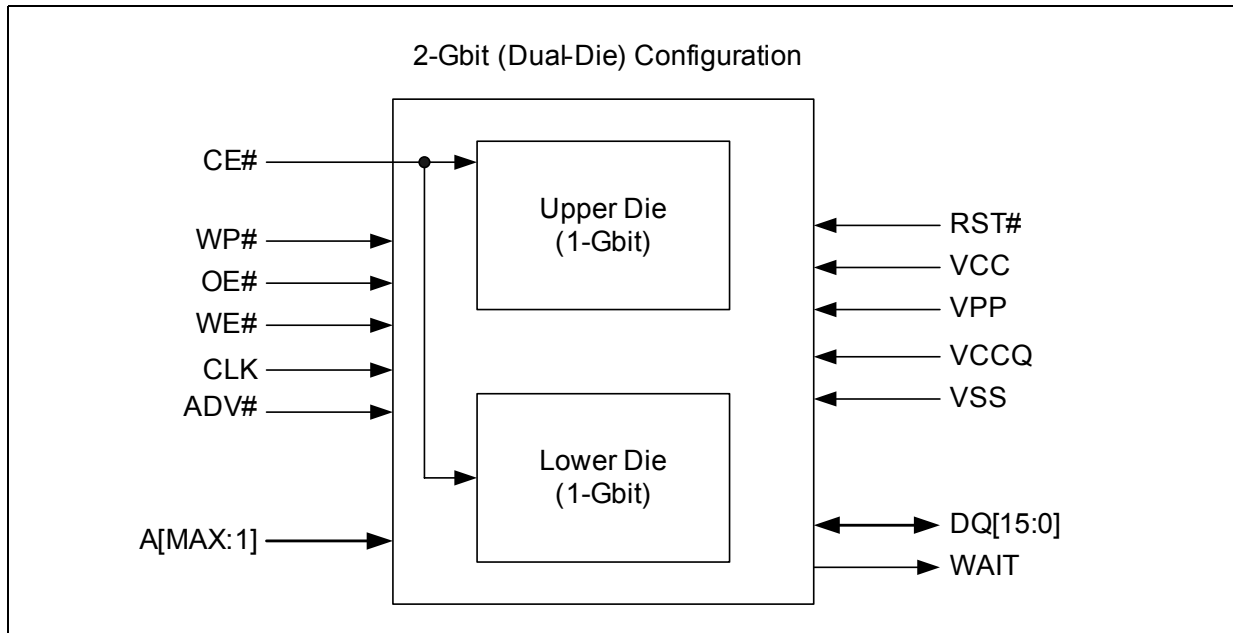 2-Gbit (Dual-Die) Configuration
CE#
WP#
OE#
WE#
CLK
ADV#
A[MAX:1]
Upper Die
(1-Gbit)
Lower Die
(1-Gbit)
RST#
VCC
VPP
VCCQ
VSS
DQ[15:0]
WAIT